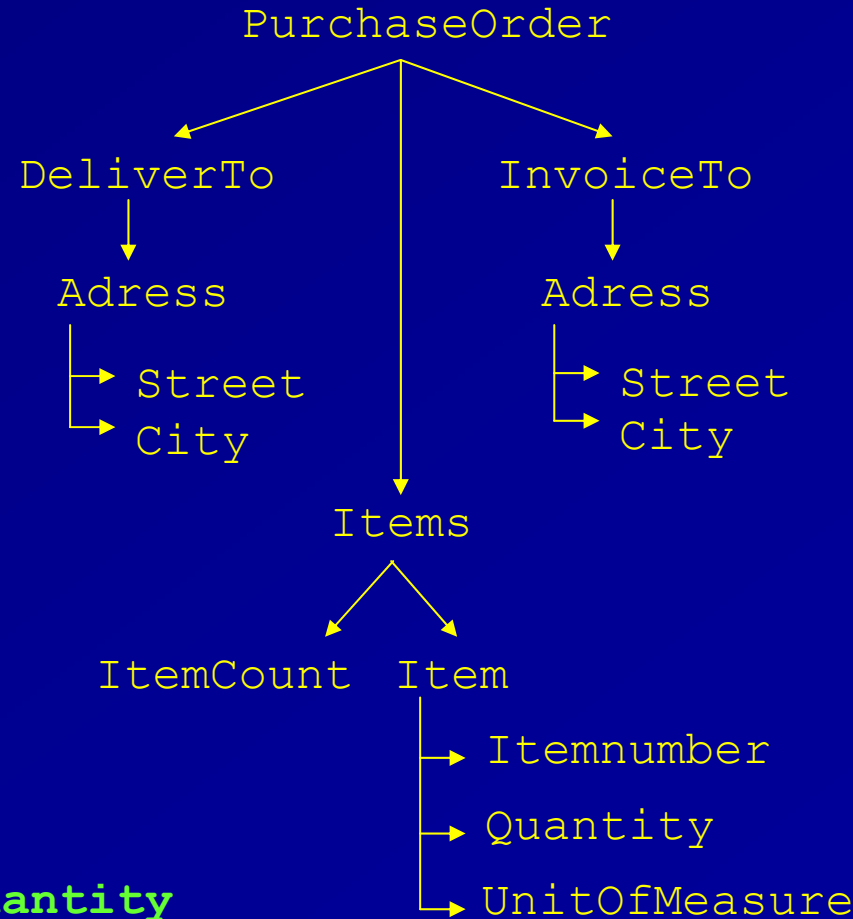 PurchaseOrder
DeliverTo InvoiceTo
Adress Adress
Street Street
City City
Items
ItemCount Item
Itemnumber
Quantity
antity
UnitOfMeasure